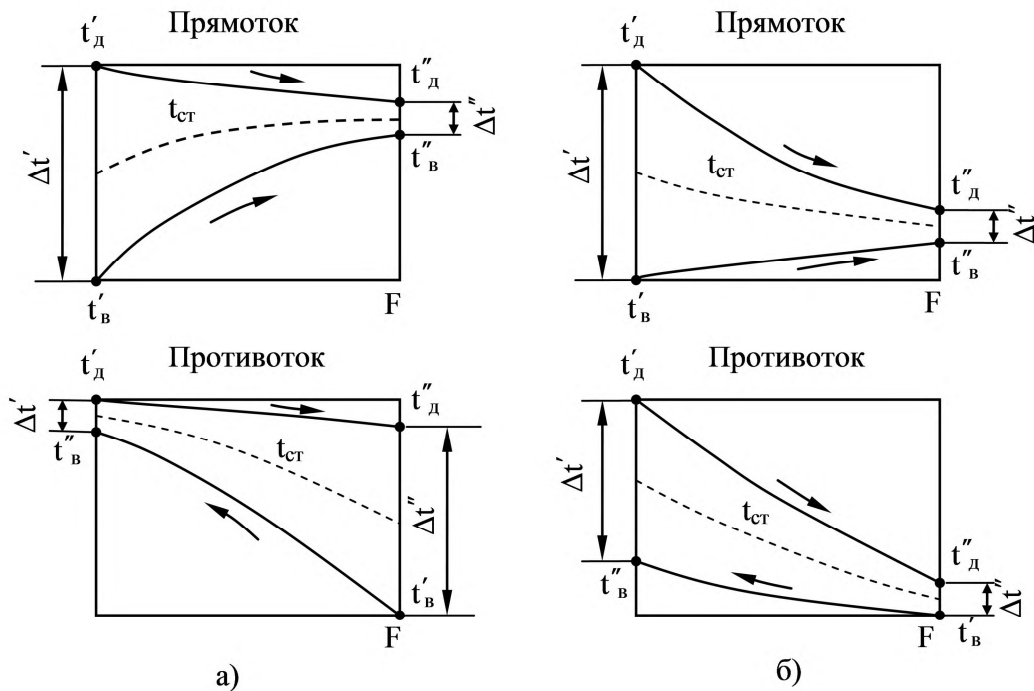 Прямоток
t′д
t″д
tст
Δt′
Δt″
t″в
t′в
F
Прямоток
t′д
tст
t″д
Δt′
Δt″
t″в
t′в
F
Противоток
t′д
t″д
Δt′
t″в
tст
Δt″
t′в
F
а)
Противоток
t′д
Δt′
tст
t″д
t″в
Δt″
F
t′в
б)